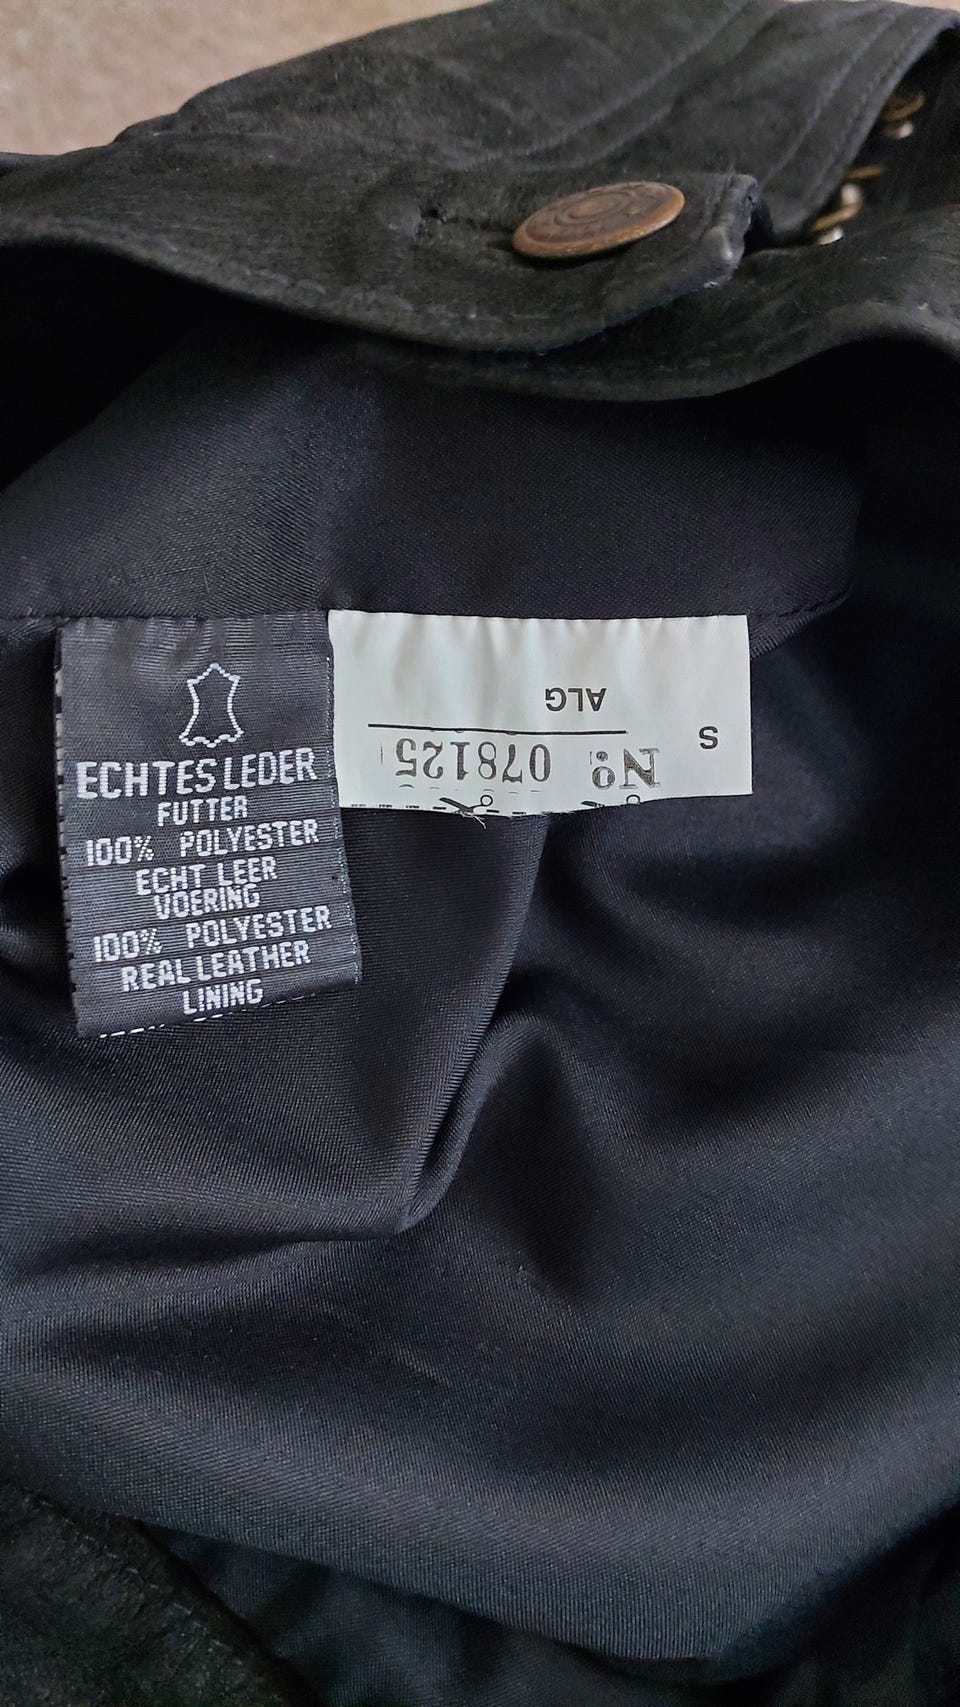 ECHTES LEDER
FUTTER
100% POLYESTER
ECHT LEER
VOERING
100% POLYESTER
REAL LEATHER
LINING
S
Nº 078125
ALG